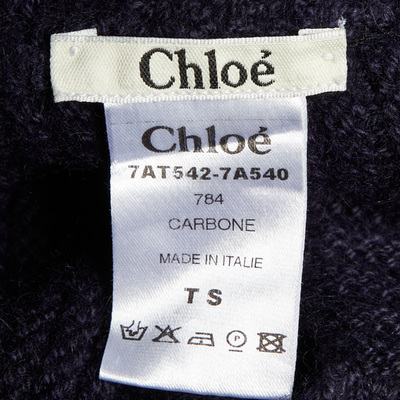 Chloé
Chloé
7AT542-7A540
784
CARBONE
MADE IN ITALIE
T S
P